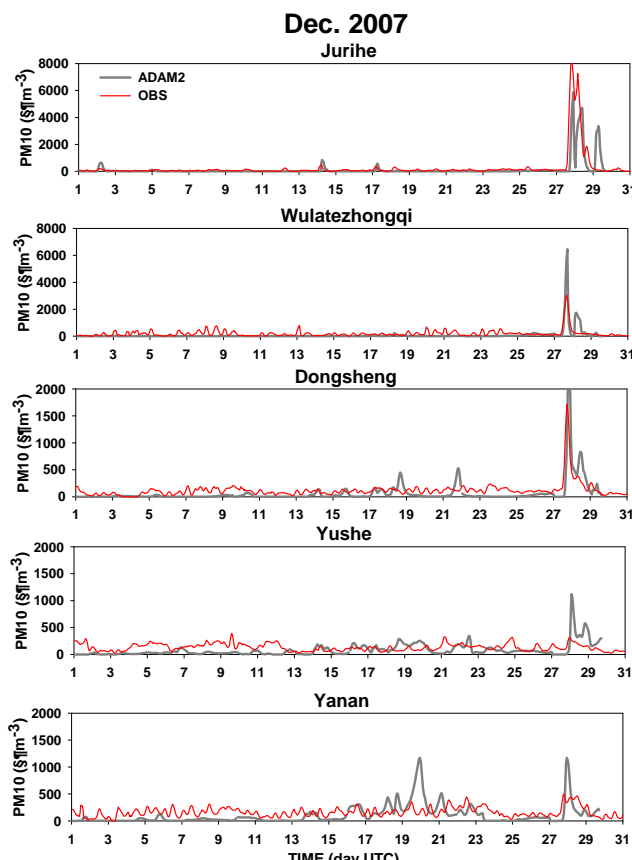 Dec. 2007
Jurihe
8000
6000
4000
2000
0
PM10 (§¶m-3)
ADAM2
OBS
1 3 5 7 9 11 13 15 17 19 21 23 25 27 29 31
Wulatezhongqi
8000
6000
4000
2000
0
PM10 (§¶m-3)
1 3 5 7 9 11 13 15 17 19 21 23 25 27 29 31
Dongsheng
2000
1500
1000
500
0
PM10 (§¶m-3)
1 3 5 7 9 11 13 15 17 19 21 23 25 27 29 31
Yushe
2000
1500
1000
500
0
PM10 (§¶m-3)
1 3 5 7 9 11 13 15 17 19 21 23 25 27 29 31
Yanan
2000
1500
1000
500
0
PM10 (§¶m-3)
1 3 5 7 9 11 13 15 17 19 21 23 25 27 29 31
TIME (day UTC)